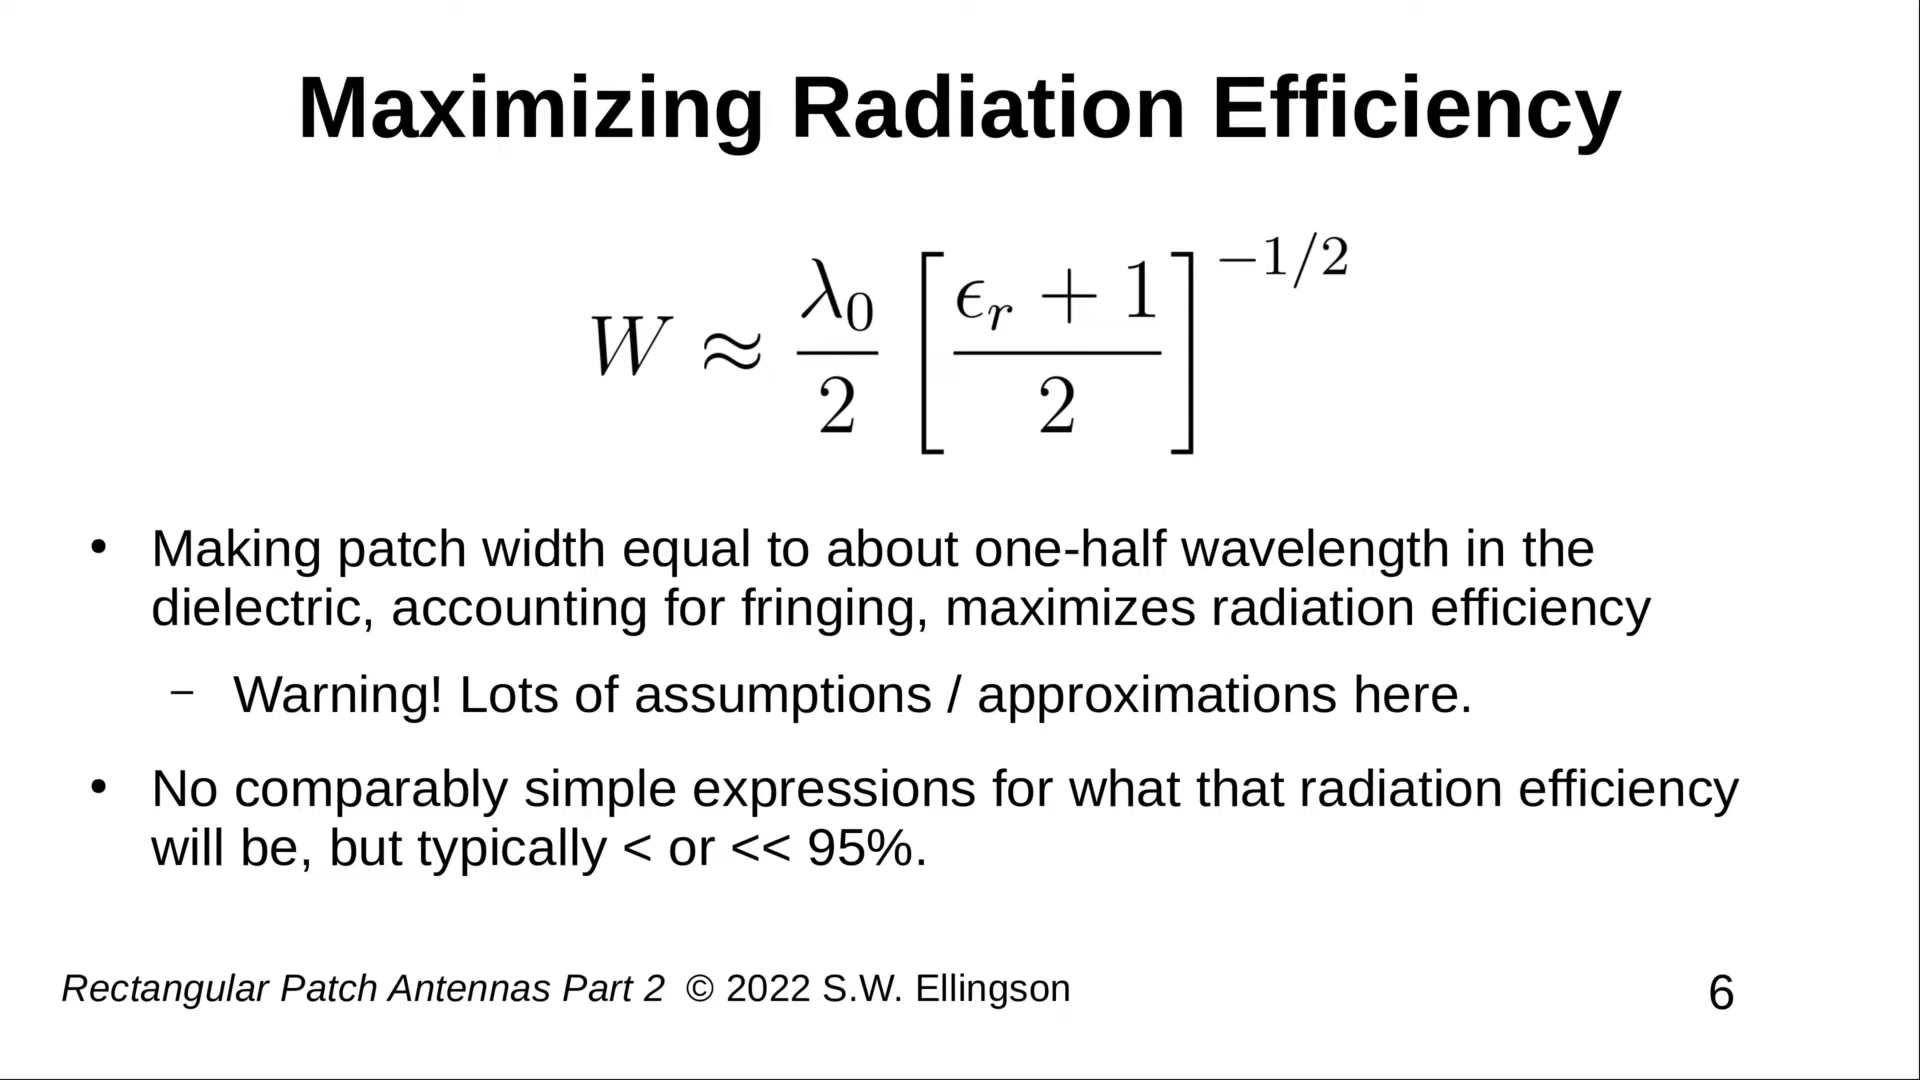 Maximizing Radiation Efficiency
W ≈ λ₀/2 [(ϵᵣ + 1)/2]^(−1/2)
• Making patch width equal to about one-half wavelength in the
dielectric, accounting for fringing, maximizes radiation efficiency
– Warning! Lots of assumptions / approximations here.
• No comparably simple expressions for what that radiation efficiency
will be, but typically < or << 95%.
Rectangular Patch Antennas Part 2 © 2022 S.W. Ellingson
6